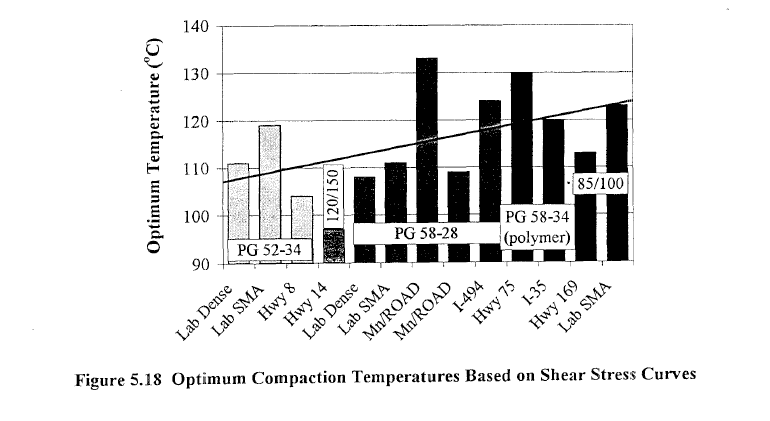 140
130
120
110
100
90
Optimum Temperature (°C)
120/150
85/100
PG 52-34
PG 58-28
PG 58-34
(polymer)
Lab Dense
Lab SMA
Hwy 8
Hwy 14
Lab Dense
Lab SMA
Mn/ROAD
Mn/ROAD
I-494
Hwy 75
I-35
Hwy 169
Lab SMA
Figure 5.18 Optimum Compaction Temperatures Based on Shear Stress Curves